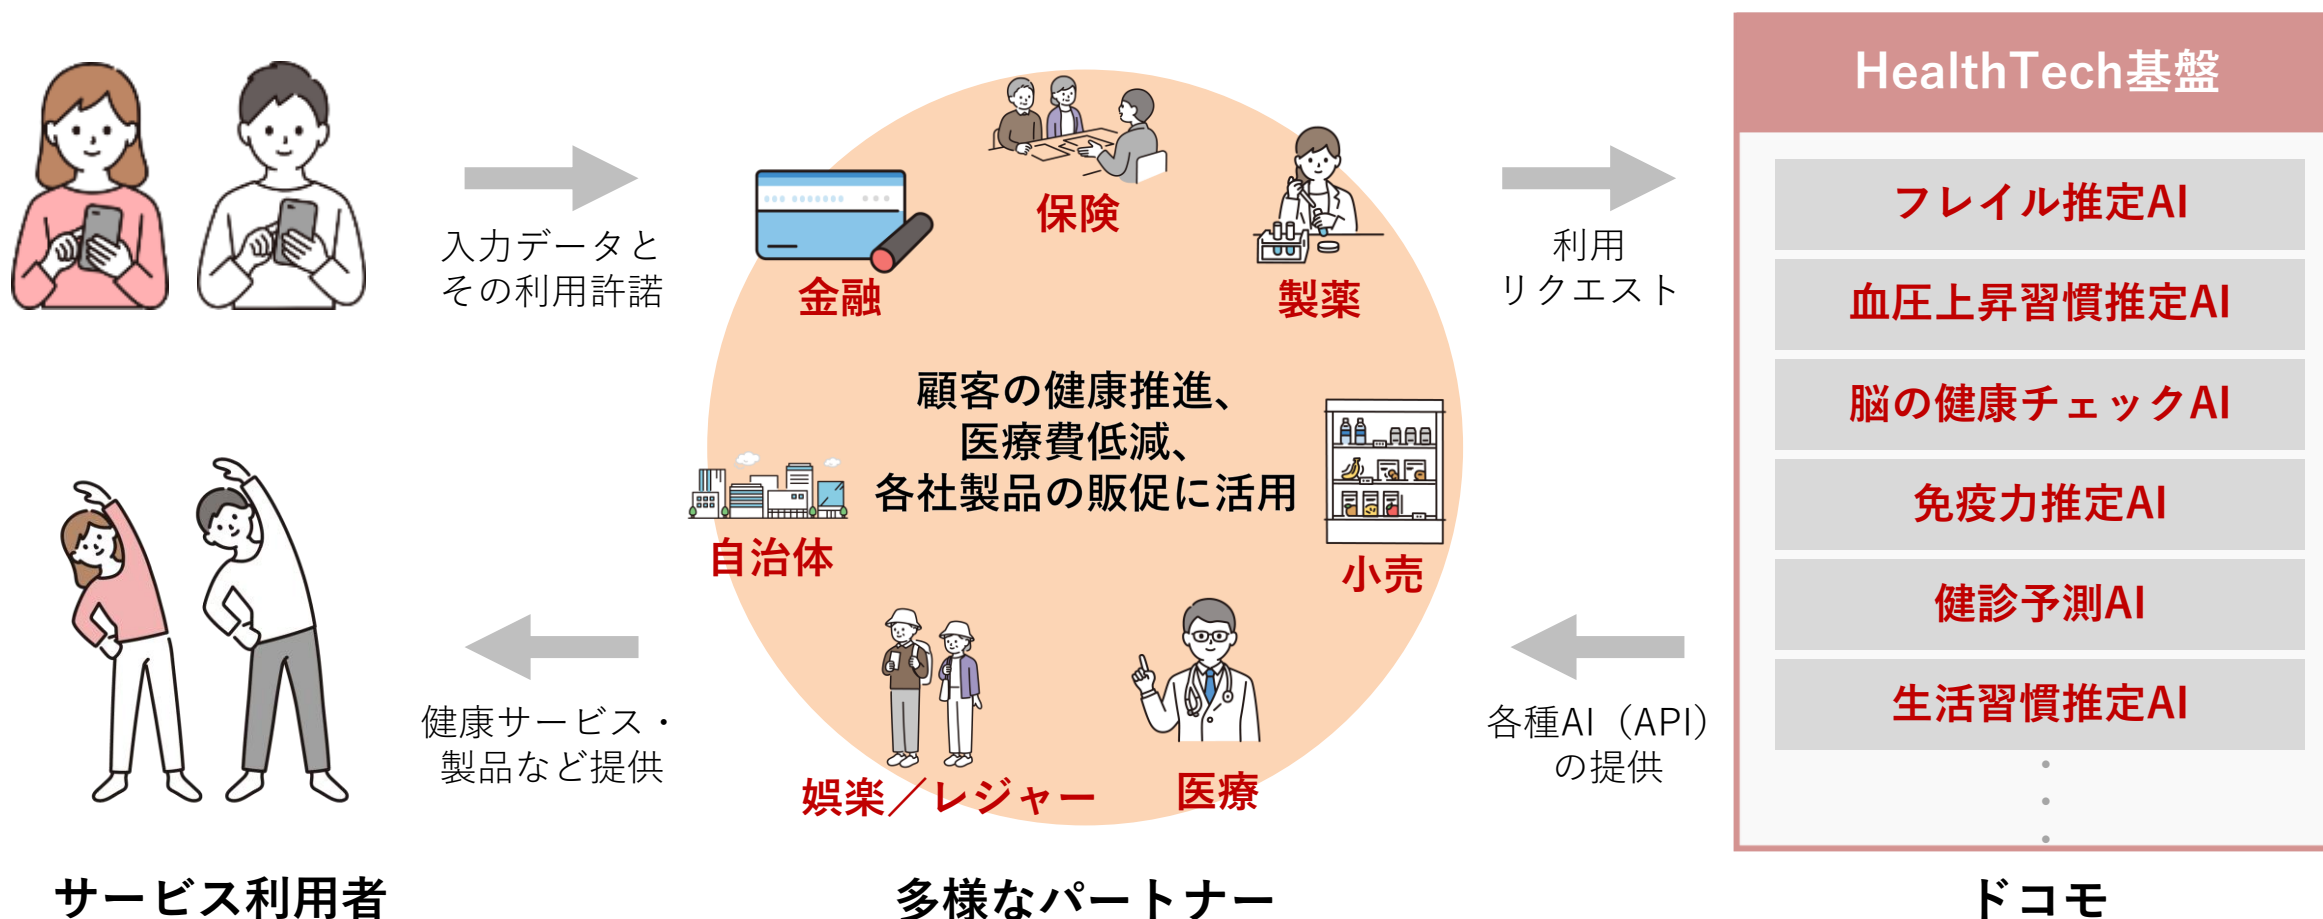 入力データと
その利用許諾
健康サービス・
製品など提供
サービス利用者
保険
金融
製薬
顧客の健康推進、
医療費低減、
各社製品の販促に活用
自治体
小売
娯楽／レジャー
医療
多様なパートナー
利用
リクエスト
各種AI（API）
の提供
HealthTech基盤
フレイル推定AI
血圧上昇習慣推定AI
脳の健康チェックAI
免疫力推定AI
健診予測AI
生活習慣推定AI
・
・
・
ドコモ